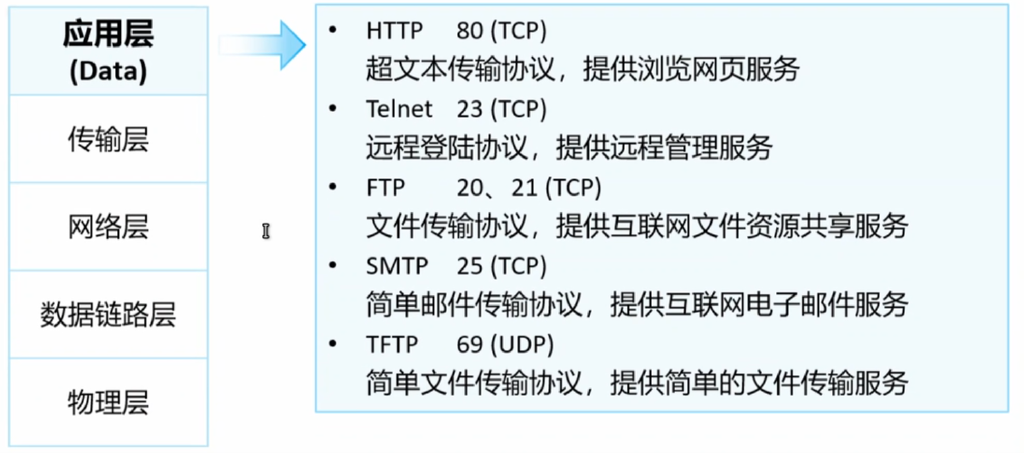 应用层
(Data)
传输层
网络层
数据链路层
物理层
• HTTP 80 (TCP)
超文本传输协议，提供浏览网页服务
• Telnet 23 (TCP)
远程登陆协议，提供远程管理服务
• FTP 20、21 (TCP)
文件传输协议，提供互联网文件资源共享服务
• SMTP 25 (TCP)
简单邮件传输协议，提供互联网电子邮件服务
• TFTP 69 (UDP)
简单文件传输协议，提供简单的文件传输服务